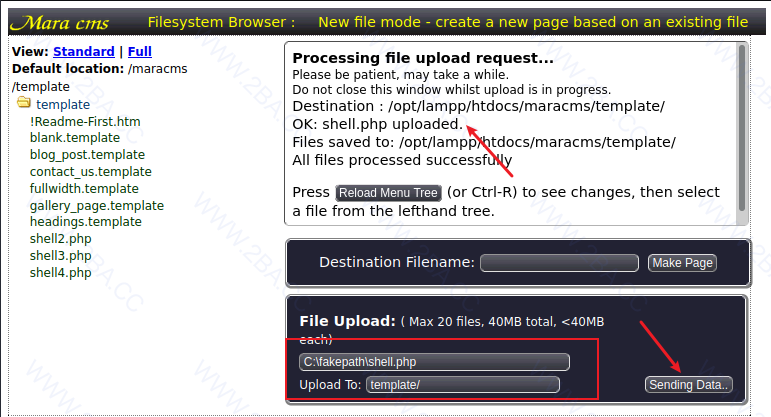 Mara cms
Filesystem Browser : New file mode - create a new page based on an existing file
View: Standard | Full
Default location: /maracms
/template
template
!Readme-First.htm
blank.template
blog_post.template
contact_us.template
fullwidth.template
gallery_page.template
headings.template
shell2.php
shell3.php
shell4.php
Processing file upload request...
Please be patient, may take a while.
Do not close this window whilst upload is in progress.
Destination : /opt/lampp/htdocs/maracms/template/
OK: shell.php uploaded.
Files saved to: /opt/lampp/htdocs/maracms/template/
All files processed successfully
Press Reload Menu Tree (or Ctrl-R) to see changes, then select
a file from the lefthand tree.
Destination Filename: Make Page
File Upload: ( Max 20 files, 40MB total, <40MB
each)
C:\fakepath\shell.php
Upload To: template/ Sending Data..
WWW.2BA.CC